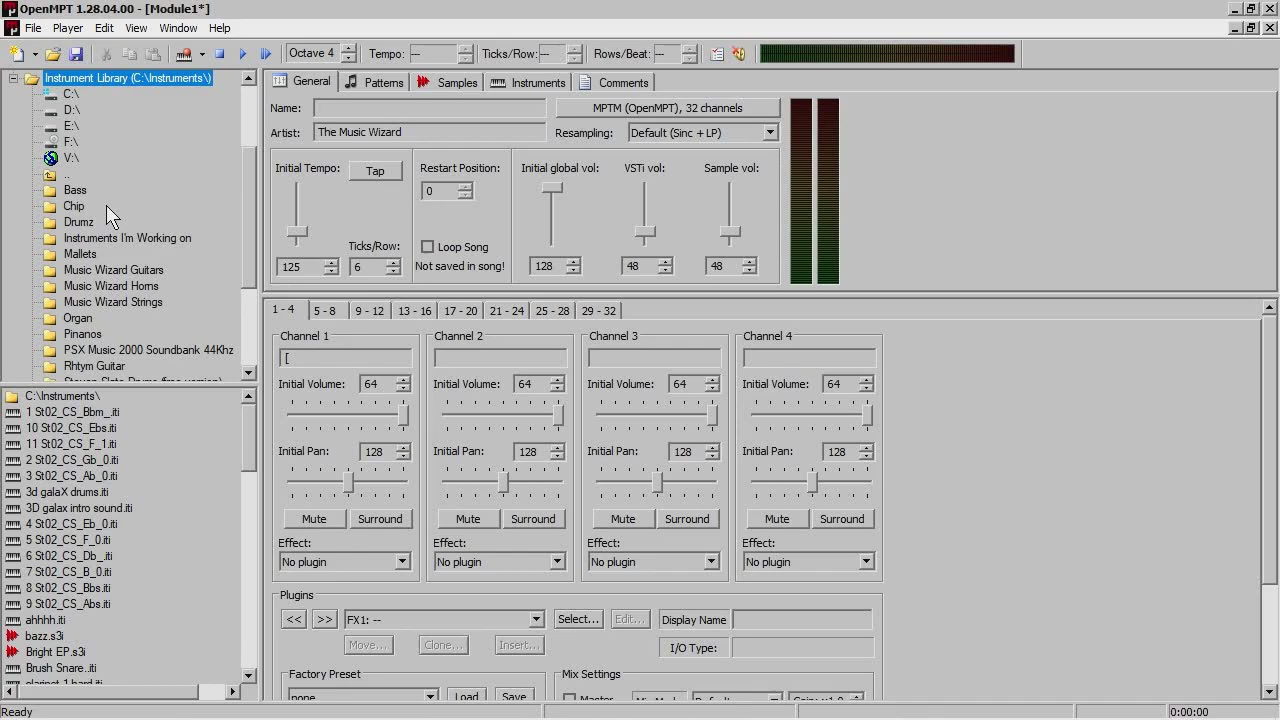 OpenMPT 1.28.04.00 - [Module1*]
File Player Edit View Window Help
Octave 4 Tempo: --- Ticks/Row: --- Rows/Beat: ---
Instrument Library (C:\Instruments\)
C:\
D:\
E:\
F:\
V:\
..
Bass
Chip
Drumz
Instruments I'm Working on
Mallets
Music Wizard Guitars
Music Wizard Horns
Music Wizard Strings
Organ
Pinanos
PSX Music 2000 Soundbank 44Khz
Rhtym Guitar
Steven Slate Drums (free version)
C:\Instruments\
1 St02_CS_Bbm_.iti
10 St02_CS_Ebs.iti
11 St02_CS_F_1.iti
2 St02_CS_Gb_0.iti
3 St02_CS_Ab_0.iti
3d galaX drums.iti
3D galax intro sound.iti
4 St02_CS_Eb_0.iti
5 St02_CS_F_0.iti
6 St02_CS_Db_.iti
7 St02_CS_B_0.iti
8 St02_CS_Bbs.iti
9 St02_CS_Abs.iti
ahhhh.iti
bazz.s3i
Bright EP.s3i
Brush Snare..iti
clarinet 1 hard.iti
General Patterns Samples Instruments Comments
Name: MPTM (OpenMPT), 32 channels
Artist: The Music Wizard Resampling: Default (Sinc + LP)
Initial Tempo: Tap Restart Position: Initial global vol: VSTi vol: Sample vol:
0
Ticks/Row: Loop Song
125 6 Not saved in song! 128 48 48
1 - 4 5 - 8 9 - 12 13 - 16 17 - 20 21 - 24 25 - 28 29 - 32
Channel 1 Channel 2 Channel 3 Channel 4
[
Initial Volume: 64 Initial Volume: 64 Initial Volume: 64 Initial Volume: 64
Initial Pan: 128 Initial Pan: 128 Initial Pan: 128 Initial Pan: 128
Mute Surround Mute Surround Mute Surround Mute Surround
Effect: Effect: Effect: Effect:
No plugin No plugin No plugin No plugin
Plugins
<< >> FX1: -- Select... Edit... Display Name
Move... Clone... Insert... I/O Type:
Factory Preset Mix Settings
none Load Save Master
Ready 0:00:00